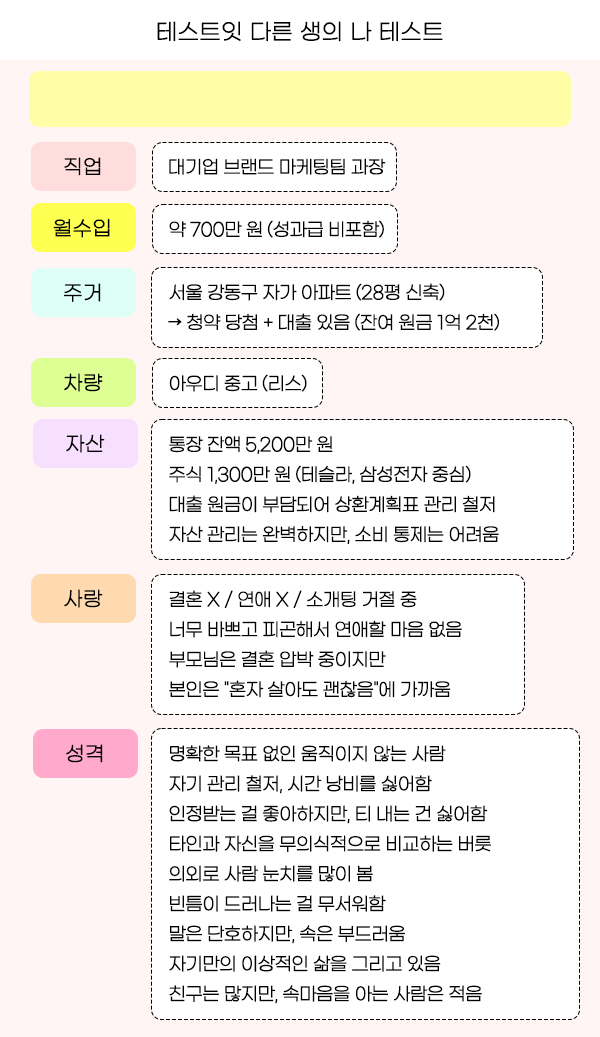 테스트잇 다른 생의 나 테스트
직업
대기업 브랜드 마케팅팀 과장
월수입
약 700만 원 (성과급 비포함)
주거
서울 강동구 자가 아파트 (28평 신축)
→ 청약 당첨 + 대출 있음 (잔여 원금 1억 2천)
차량
아우디 중고 (리스)
자산
통장 잔액 5,200만 원
주식 1,300만 원 (테슬라, 삼성전자 중심)
대출 원금이 부담되어 상환계획표 관리 철저
자산 관리는 완벽하지만, 소비 통제는 어려움
사랑
결혼 X / 연애 X / 소개팅 거절 중
너무 바쁘고 피곤해서 연애할 마음 없음
부모님은 결혼 압박 중이지만
본인은 "혼자 살아도 괜찮음"에 가까움
성격
명확한 목표 없인 움직이지 않는 사람
자기 관리 철저, 시간 낭비를 싫어함
인정받는 걸 좋아하지만, 티 내는 건 싫어함
타인과 자신을 무의식적으로 비교하는 버릇
의외로 사람 눈치를 많이 봄
빈틈이 드러나는 걸 무서워함
말은 단호하지만, 속은 부드러움
자기만의 이상적인 삶을 그리고 있음
친구는 많지만, 속마음을 아는 사람은 적음